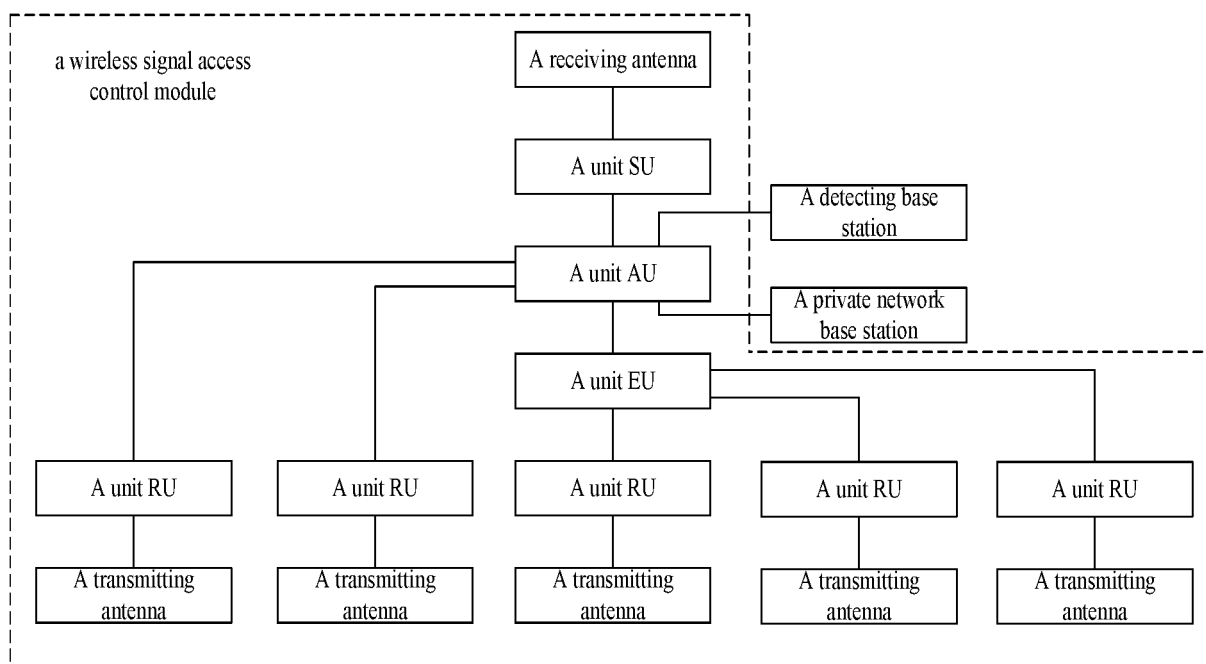 a wireless signal access
control module
A receiving antenna
A unit SU
A detecting base
station
A unit AU
A private network
base station
A unit EU
A unit RU
A unit RU
A unit RU
A unit RU
A unit RU
A transmitting
antenna
A transmitting
antenna
A transmitting
antenna
A transmitting
antenna
A transmitting
antenna